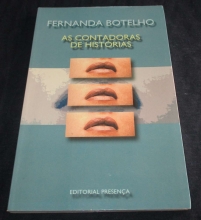 FERNANDA BOTELHO
AS CONTADORAS
DE HISTÓRIAS
EDITORIAL PRESENÇA